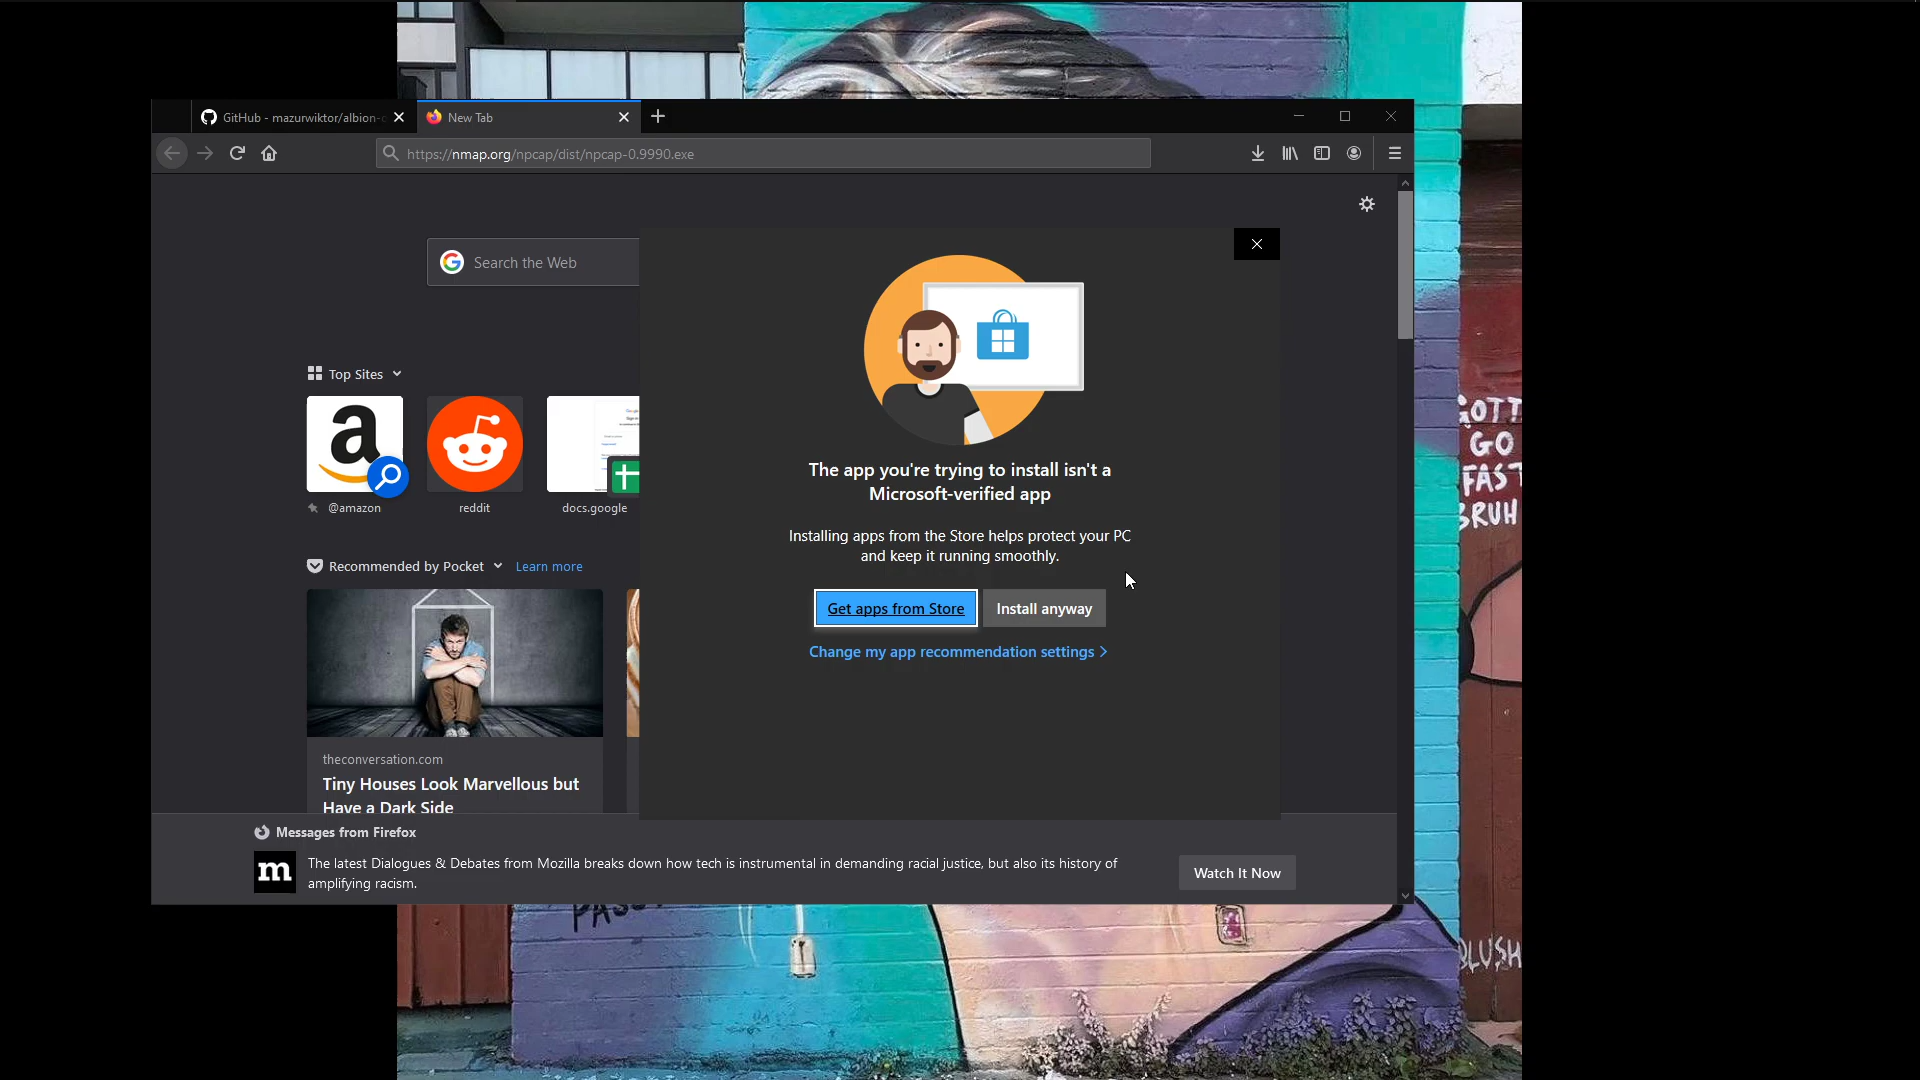 GitHub - mazurwiktor/albion-o
New Tab
https://nmap.org/npcap/dist/npcap-0.9990.exe
Search the Web
Top Sites
@amazon
reddit
docs.google
Recommended by Pocket
Learn more
theconversation.com
Tiny Houses Look Marvellous but
Have a Dark Side
The app you're trying to install isn't a
Microsoft-verified app
Installing apps from the Store helps protect your PC
and keep it running smoothly.
Get apps from Store
Install anyway
Change my app recommendation settings >
Messages from Firefox
m
The latest Dialogues & Debates from Mozilla breaks down how tech is instrumental in demanding racial justice, but also its history of
amplifying racism.
Watch It Now
GOTT
GO
FAST
BRUH